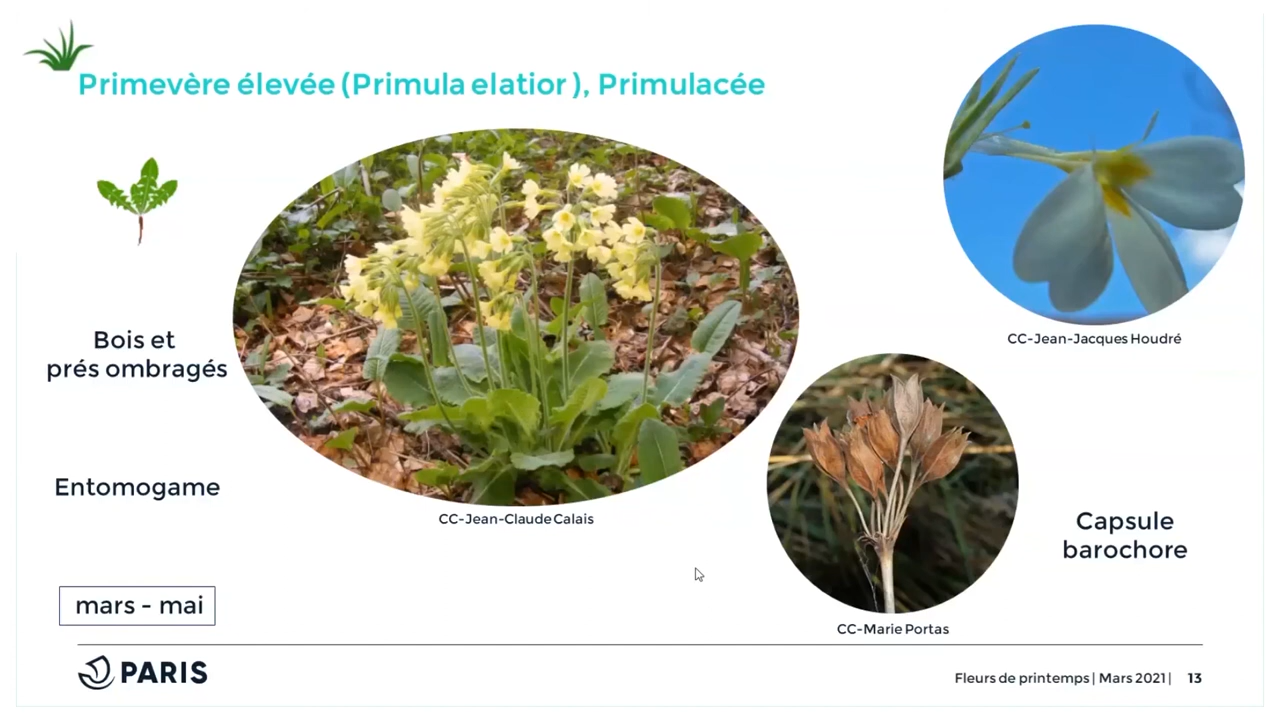 Primevère élevée (Primula elatior ), Primulacée
Bois et
prés ombragés
Entomogame
mars - mai
CC-Jean-Claude Calais
CC-Jean-Jacques Houdré
CC-Marie Portas
Capsule
barochore
PARIS
Fleurs de printemps | Mars 2021 | 13